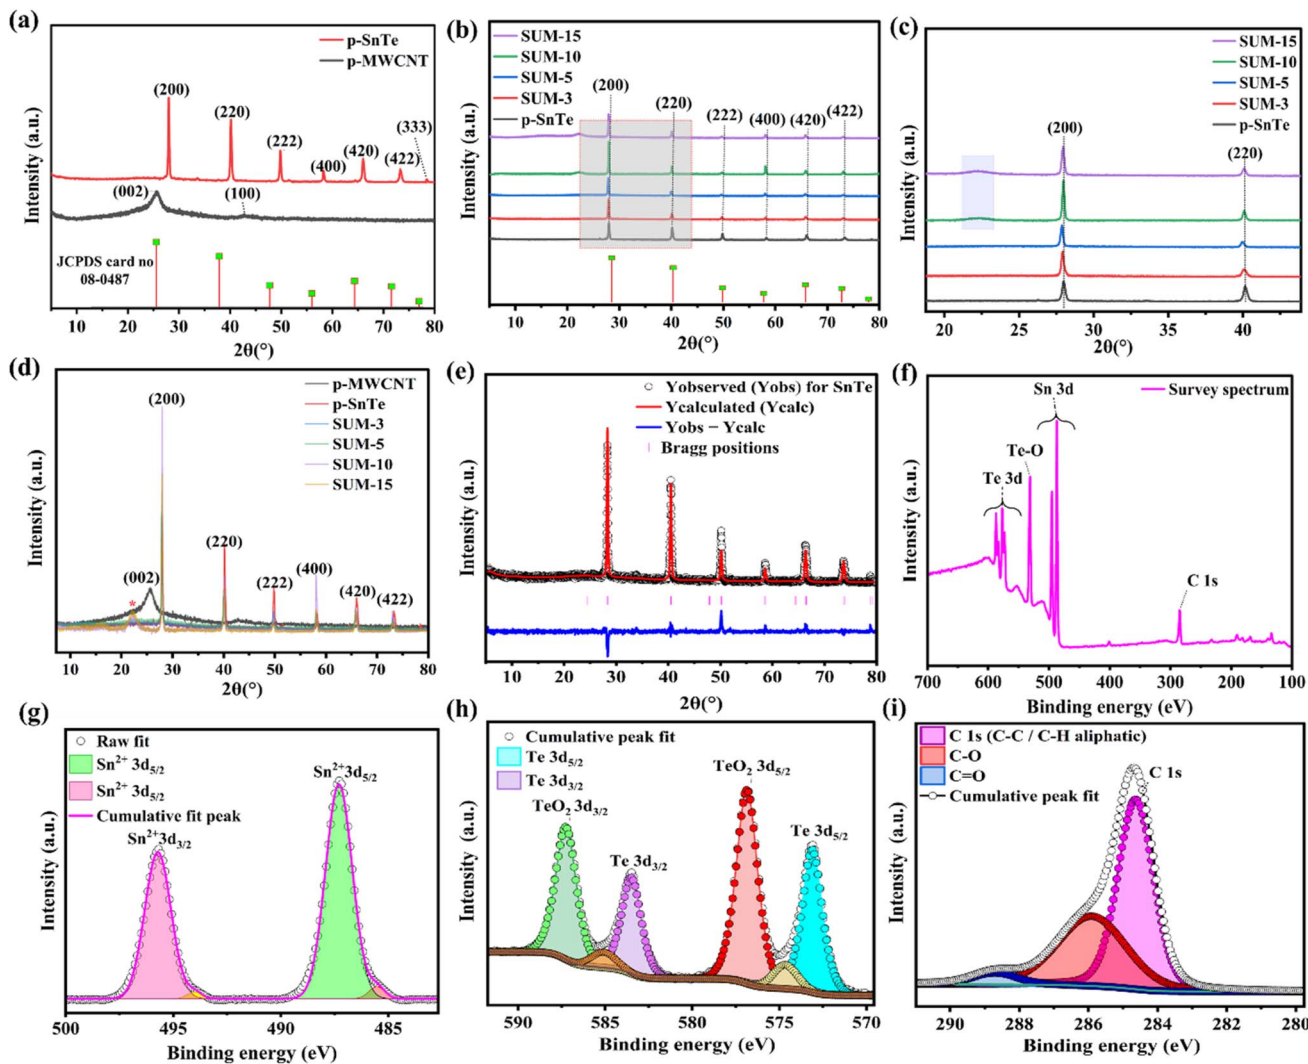 (a)
p-SnTe
p-MWCNT
(200)
(220)
(222)
(400)
(420)
(422)
(333)
(002)
(100)
JCPDS card no
08-0487
Intensity (a.u.)
10 20 30 40 50 60 70 80
2θ(°)
(b)
SUM-15
SUM-10
SUM-5
SUM-3
p-SnTe
(200)
(220)
(222)
(400)
(420)
(422)
Intensity (a.u.)
10 20 30 40 50 60 70 80
2θ(°)
(c)
SUM-15
SUM-10
SUM-5
SUM-3
p-SnTe
(200)
(220)
Intensity (a.u.)
20 25 30 35 40
2θ(°)
(d)
p-MWCNT
p-SnTe
SUM-3
SUM-5
SUM-10
SUM-15
(200)
(220)
(002)
*
(222)
(400)
(420)
(422)
Intensity (a.u.)
10 20 30 40 50 60 70 80
2θ(°)
(e)
Yobserved (Yobs) for SnTe
Ycalculated (Ycalc)
Yobs − Ycalc
Bragg positions
Intensity (a.u.)
10 20 30 40 50 60 70 80
2θ(°)
(f)
Survey spectrum
Sn 3d
Te-O
Te 3d
C 1s
Intensity (a.u.)
700 600 500 400 300 200 100
Binding energy (eV)
(g)
Raw fit
Sn²⁺ 3d₅/₂
Sn²⁺ 3d₅/₂
Cumulative fit peak
Sn²⁺3d₅/₂
Sn²⁺3d₃/₂
Intensity (a.u.)
500 495 490 485
Binding energy (eV)
(h)
Cumulative peak fit
Te 3d₅/₂
Te 3d₃/₂
TeO₂ 3d₅/₂
TeO₂ 3d₃/₂
Te 3d₃/₂
Te 3d₅/₂
Intensity (a.u.)
590 585 580 575 570
Binding energy (eV)
(i)
C 1s (C-C / C-H aliphatic)
C-O
C=O
Cumulative peak fit
C 1s
Intensity (a.u.)
290 288 286 284 282 280
Binding energy (eV)